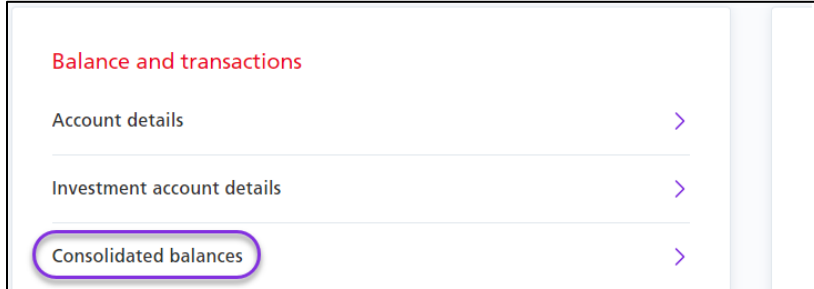 Balance and transactions
Account details
Investment account details
Consolidated balances